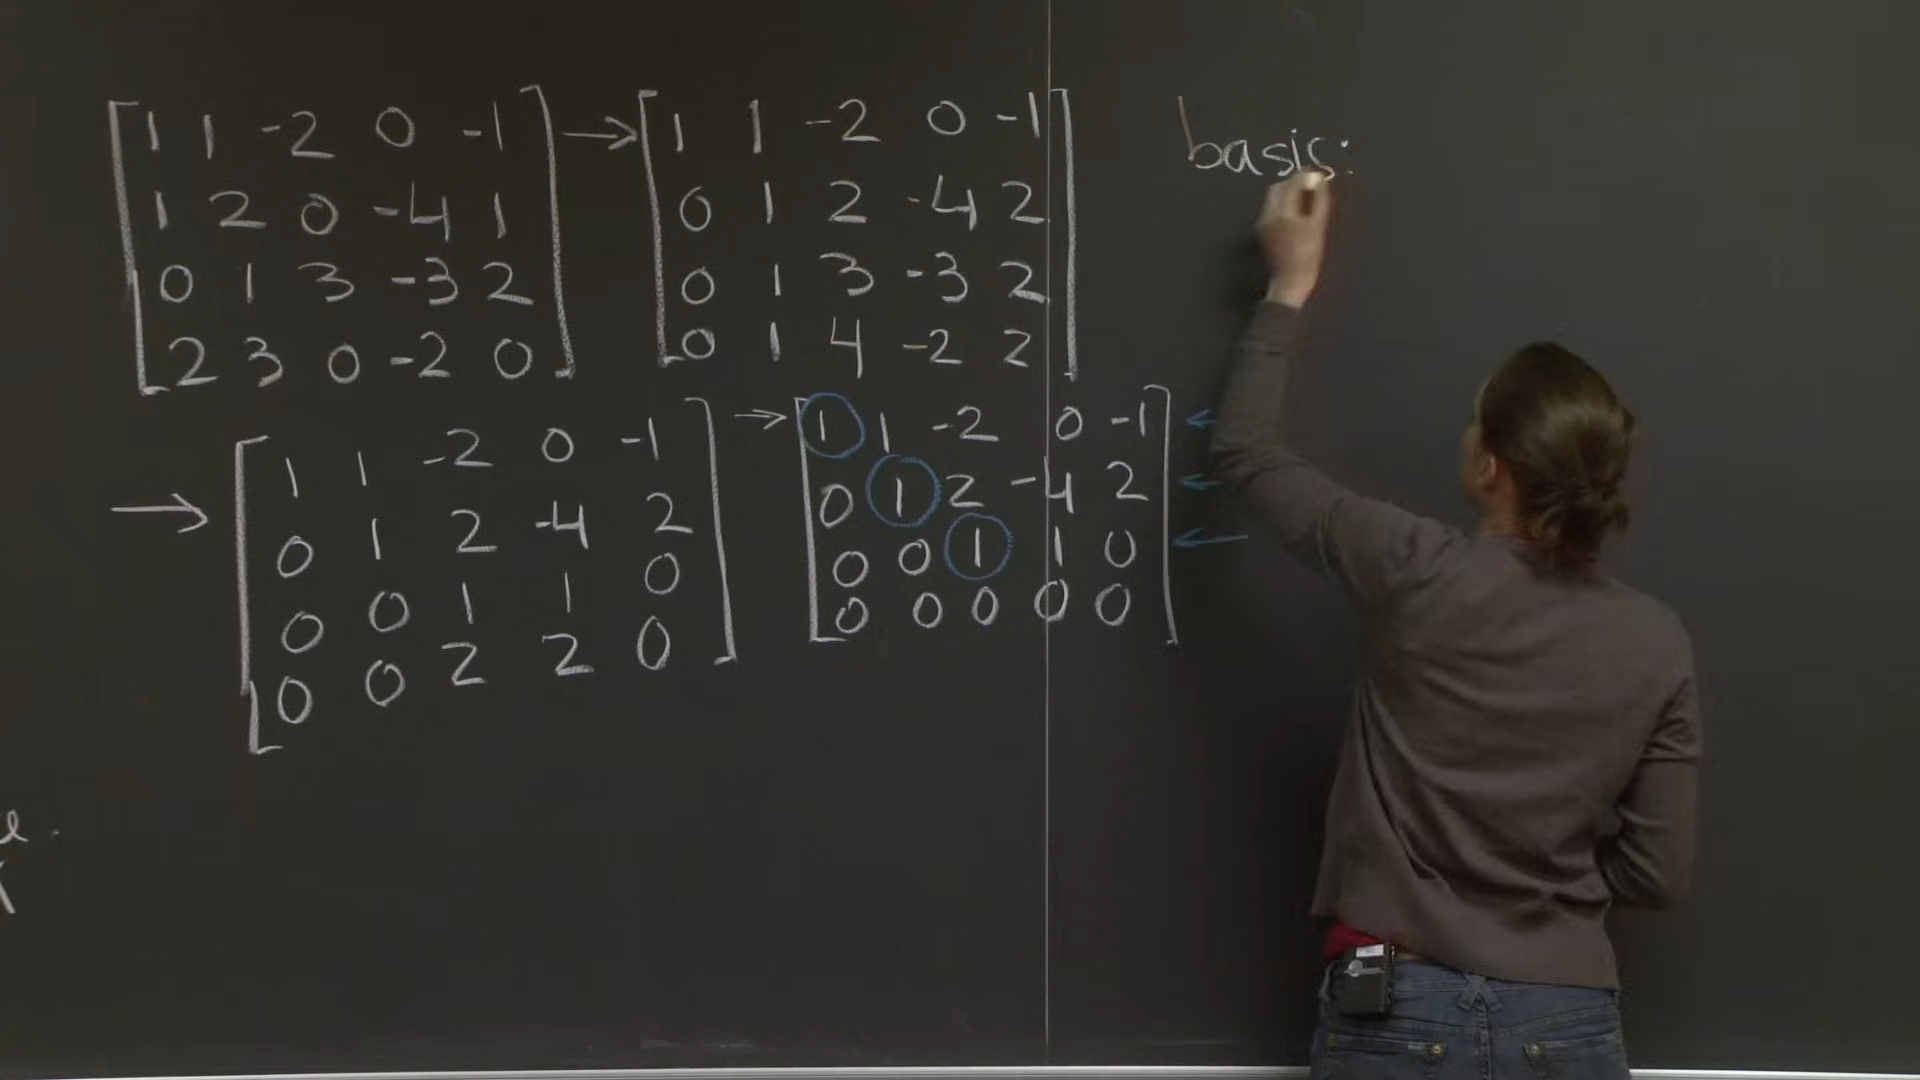 [1 1 -2 0 -1] → [1 1 -2 0 -1] basis:
[1 2 0 -4 1] [0 1 2 -4 2]
[0 1 3 -3 2] [0 1 3 -3 2]
[2 3 0 -2 0] [0 1 4 -2 2]
→ [1 1 -2 0 -1] → [1 1 -2 0 -1] ←
[0 1 2 -4 2] [0 1 2 -4 2] ←
[0 0 1 1 0] [0 0 1 1 0] ←
[0 0 2 2 0] [0 0 0 0 0]